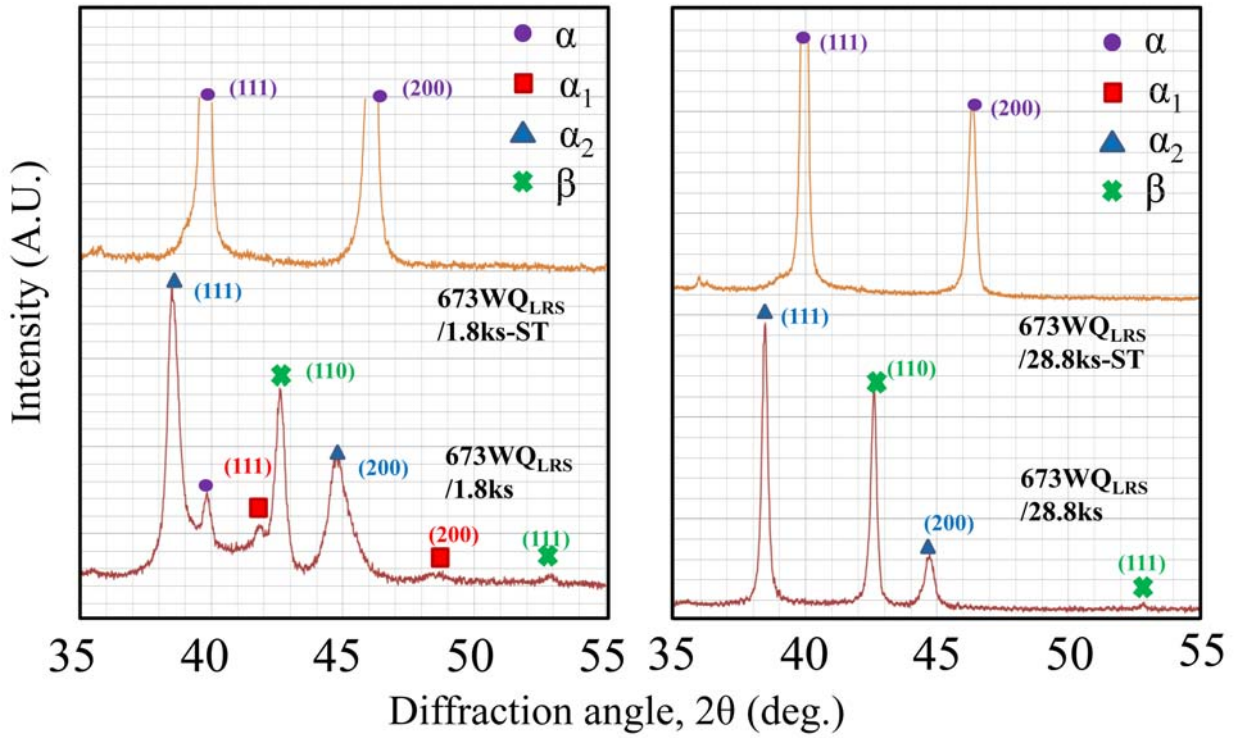 Intensity (A.U.)
α
α₁
α₂
β
(111)
(200)
673WQLRS
/1.8ks-ST
(111)
(110)
(111)
(200)
673WQLRS
/1.8ks
(200)
(111)
35 40 45 50 55
α
α₁
α₂
β
(111)
(200)
673WQLRS
/28.8ks-ST
(111)
(110)
673WQLRS
/28.8ks
(200)
(111)
35 40 45 50 55
Diffraction angle, 2θ (deg.)